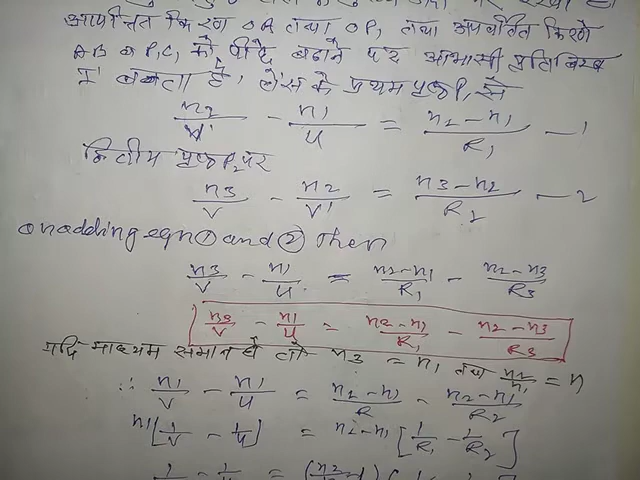 आपतित किरण OA तथा OP, तथा अपवर्तित किरणे
AB व P,C, को पीछे बढाने पर आभासी प्रतिबिम्ब
I' बनता है, लेंस के प्रथम पृष्ठ P, से
n2/v' - n1/u = n2-n1/R1 — 1
द्वितीय पृष्ठ P2 पर
n3/v - n2/v' = n3-n2/R2 — 2
on adding eqn ① and ② then
n3/v - n1/u = n2-n1/R1 - n2-n3/R3
n3/v - n1/u = n2-n1/R1 - n2-n3/R3
यदि माध्यम समान हो तो n3 = n1 तथा n2/n1 = n
∴ n1/v - n1/u = n2-n1/R - n2-n1/R2
n1[1/v - 1/u] = n2-n1 [1/R1 - 1/R2]